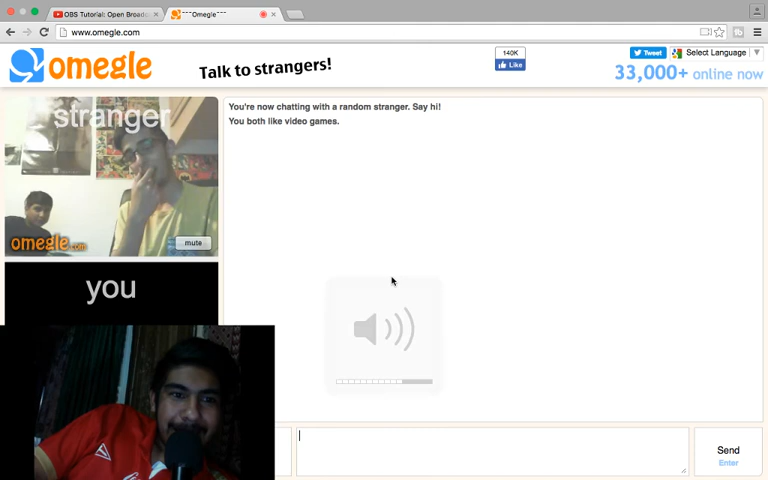 OBS Tutorial: Open Broadc
~~Omegle~~
www.omegle.com
omegle
Talk to strangers!
140K
Like
Tweet
Select Language
33,000+ online now
stranger
omegle.com
mute
You're now chatting with a random stranger. Say hi!
You both like video games.
you
Send
Enter